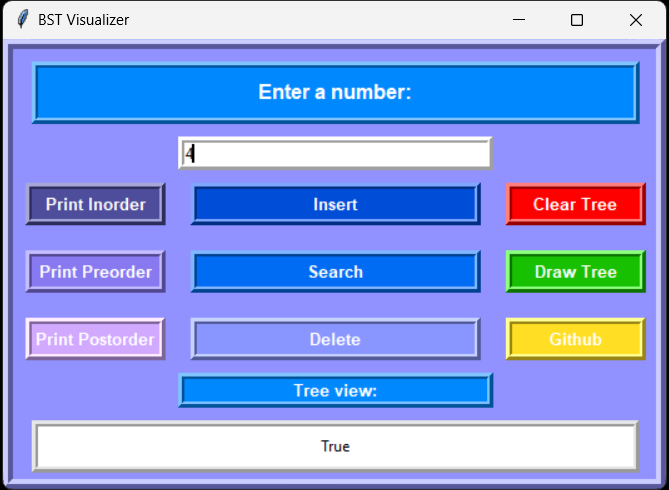 BST Visualizer
Enter a number:
4
Print Inorder
Insert
Clear Tree
Print Preorder
Search
Draw Tree
Print Postorder
Delete
Github
Tree view:
True